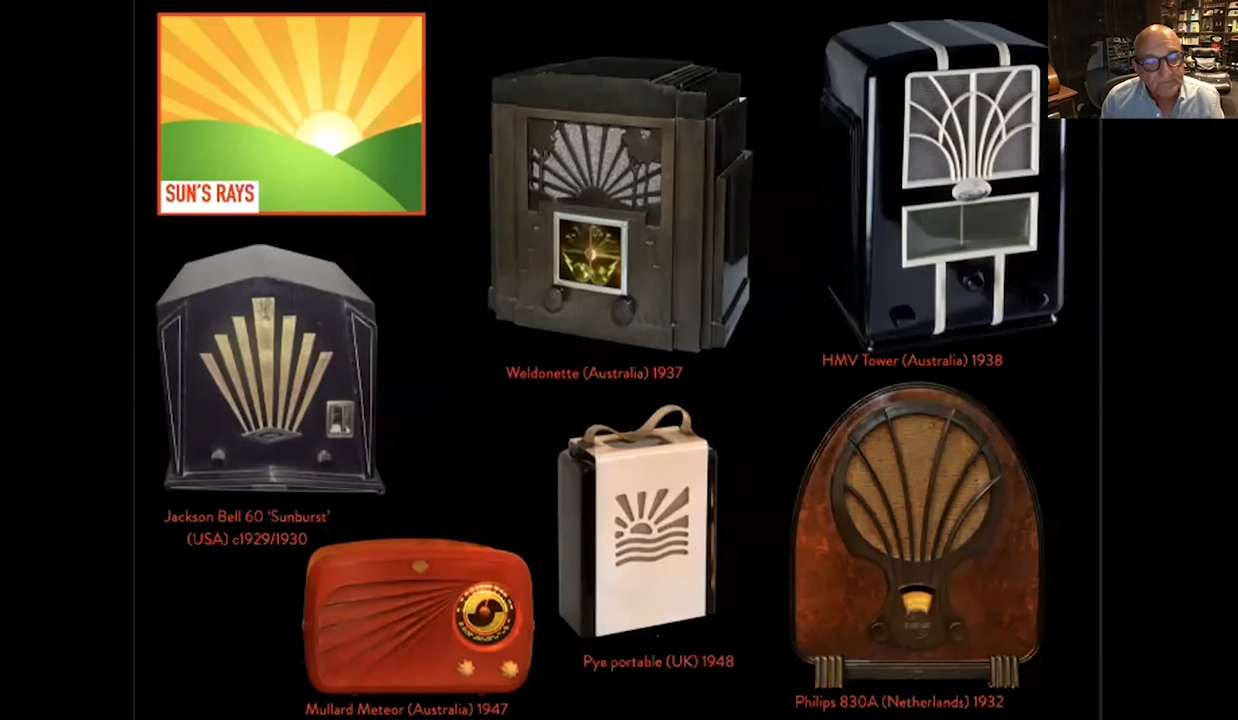 SUN'S RAYS
Weldonette (Australia) 1937
HMV Tower (Australia) 1938
Jackson Bell 60 'Sunburst'
(USA) c1929/1930
Pye portable (UK) 1948
Mullard Meteor (Australia) 1947
Philips 830A (Netherlands) 1932